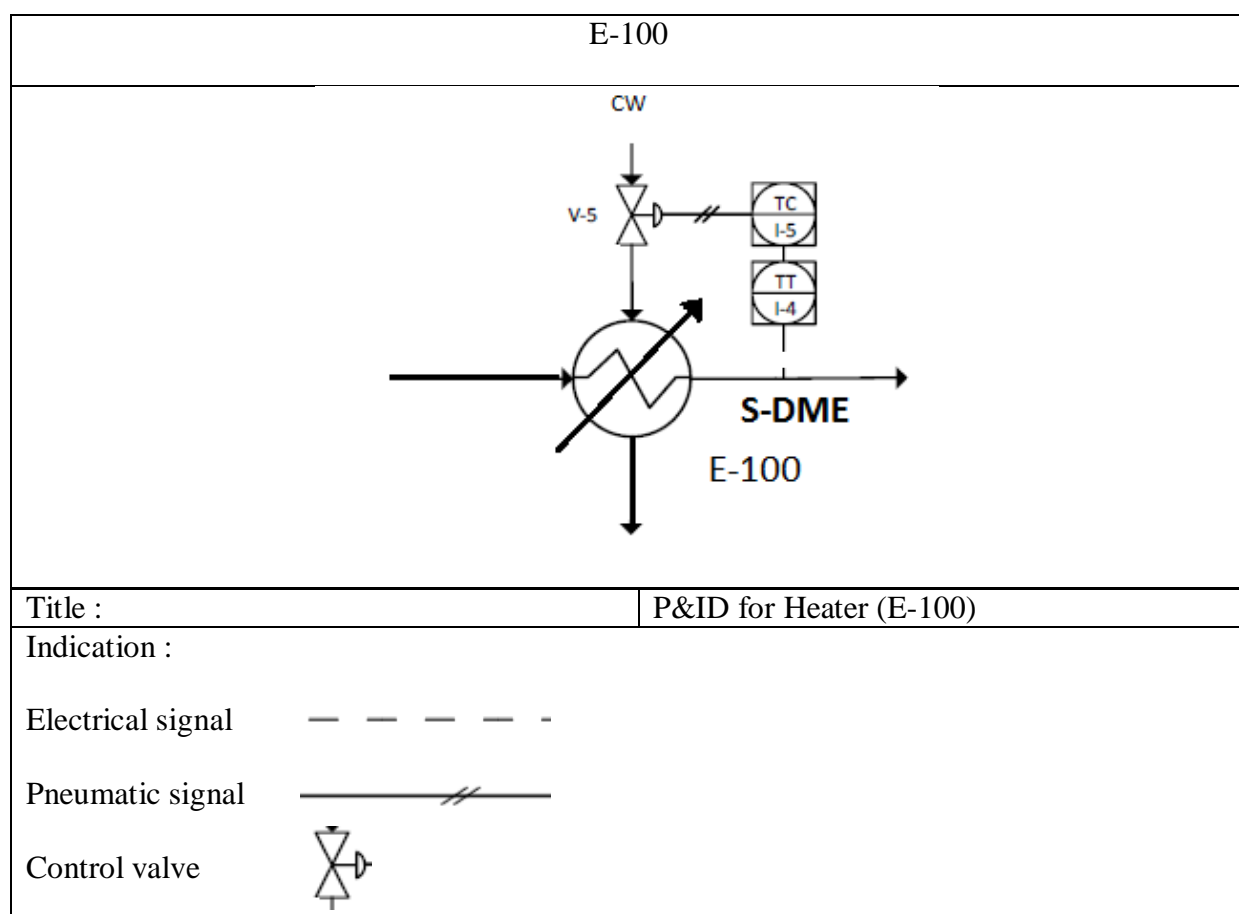 E-100
CW
V-5
TC
I-5
TT
I-4
S-DME
E-100
Title : P&ID for Heater (E-100)
Indication :
Electrical signal
Pneumatic signal
Control valve